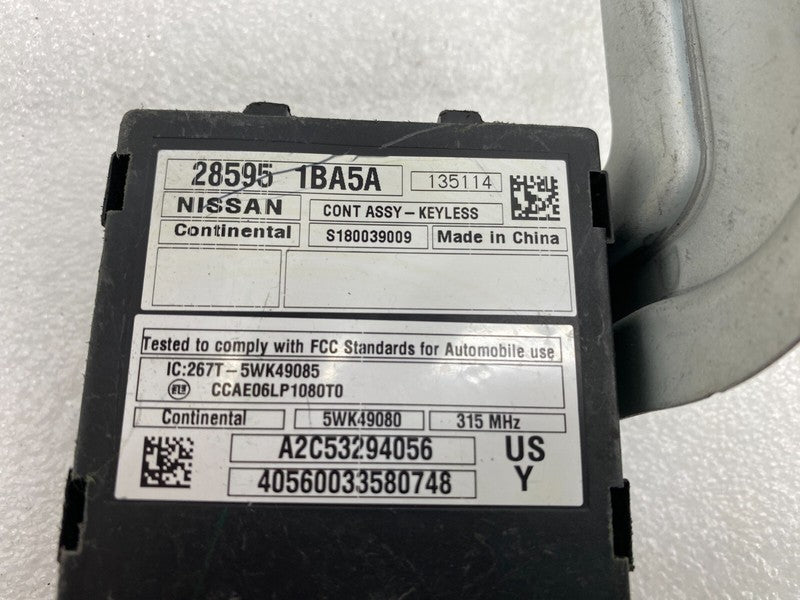 28595 1BA5A 135114
NISSAN CONT ASSY-KEYLESS
Continental S180039009 Made in China
Tested to comply with FCC Standards for Automobile use
IC:267T-5WK49085
CCAE06LP1080T0
Continental 5WK49080 315 MHz
A2C53294056 US
40560033580748 Y